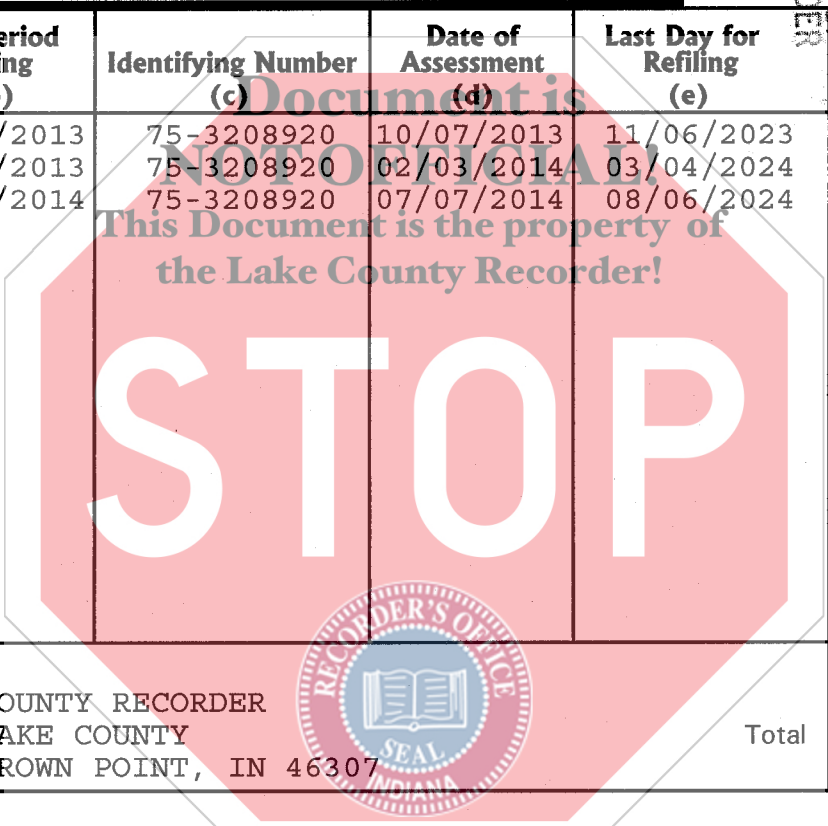 DER
eriod Identifying Number Date of Last Day for
ing (c) Assessment Refiling
) (d) (e)
/2013 75-3208920 10/07/2013 11/06/2023
/2013 75-3208920 02/03/2014 03/04/2024
/2014 75-3208920 07/07/2014 08/06/2024
Document is
NOT OFFICIAL!
This Document is the property of
the Lake County Recorder!
STOP
RECORDER'S OFFICE
SEAL
INDIANA
OUNTY RECORDER
AKE COUNTY Total
ROWN POINT, IN 46307